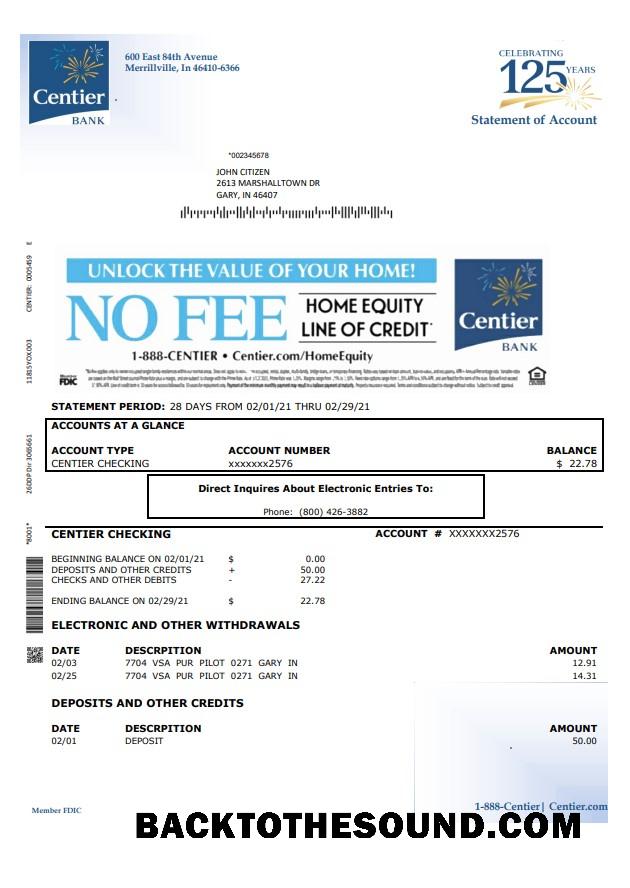 600 East 84th Avenue
Merrillville, In 46410-6366
Centier
BANK
CELEBRATING
125 YEARS
Statement of Account
*002345678
JOHN CITIZEN
2613 MARSHALLTOWN DR
GARY, IN 46407
CENTIER: 0005459 E
11815YOX003
260DP Dir 3065661
*8001*
UNLOCK THE VALUE OF YOUR HOME!
NO FEE
HOME EQUITY
LINE OF CREDIT*
1-888-CENTIER • Centier.com/HomeEquity
Member
FDIC
Centier
BANK
STATEMENT PERIOD: 28 DAYS FROM 02/01/21 THRU 02/29/21
ACCOUNTS AT A GLANCE
ACCOUNT TYPE ACCOUNT NUMBER BALANCE
CENTIER CHECKING xxxxxxx2576 $ 22.78
Direct Inquires About Electronic Entries To:
Phone: (800) 426-3882
CENTIER CHECKING ACCOUNT # XXXXXXX2576
BEGINNING BALANCE ON 02/01/21 $ 0.00
DEPOSITS AND OTHER CREDITS + 50.00
CHECKS AND OTHER DEBITS - 27.22
ENDING BALANCE ON 02/29/21 $ 22.78
ELECTRONIC AND OTHER WITHDRAWALS
DATE DESCRPITION AMOUNT
02/03 7704 VSA PUR PILOT 0271 GARY IN 12.91
02/25 7704 VSA PUR PILOT 0271 GARY IN 14.31
DEPOSITS AND OTHER CREDITS
DATE DESCRPITION AMOUNT
02/01 DEPOSIT 50.00
Member FDIC
1-888-Centier| Centier.com
BACKTOTHESOUND.COM